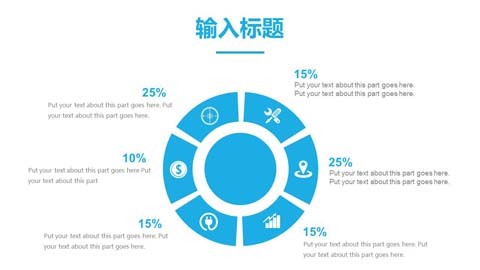 输入标题
25%
Put your text about this part goes here. Put
your text about this part goes here.
15%
Put your text about this part goes here.
Put your text about this part goes here.
10%
Put your text about this part goes here Put
your text about this part
25%
Put your text about this part goes here.
Put your text about this part goes here.
15%
Put your text about this part goes here. Put
your text about this part goes here.
15%
Put your text about this part goes here. Put
your text about this part goes here.
$